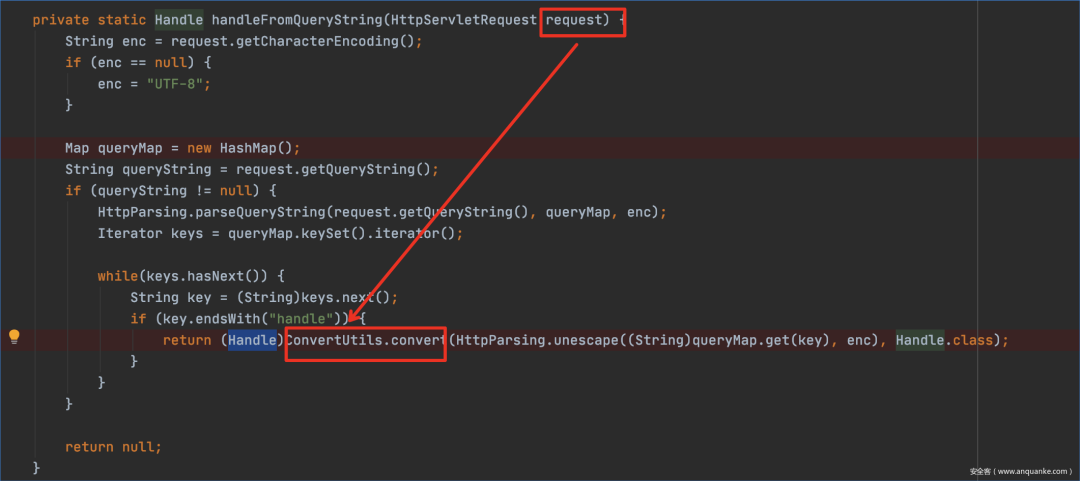 private static Handle handleFromQueryString(HttpServletRequest request) {
    String enc = request.getCharacterEncoding();
    if (enc == null) {
        enc = "UTF-8";
    }

    Map queryMap = new HashMap();
    String queryString = request.getQueryString();
    if (queryString != null) {
        HttpParsing.parseQueryString(request.getQueryString(), queryMap, enc);
        Iterator keys = queryMap.keySet().iterator();

        while(keys.hasNext()) {
            String key = (String)keys.next();
            if (key.endsWith("handle")) {
                return (Handle)ConvertUtils.convert(HttpParsing.unescape((String)queryMap.get(key), enc), Handle.class);
            }
        }
    }

    return null;
}
安全客（www.anquanke.com）